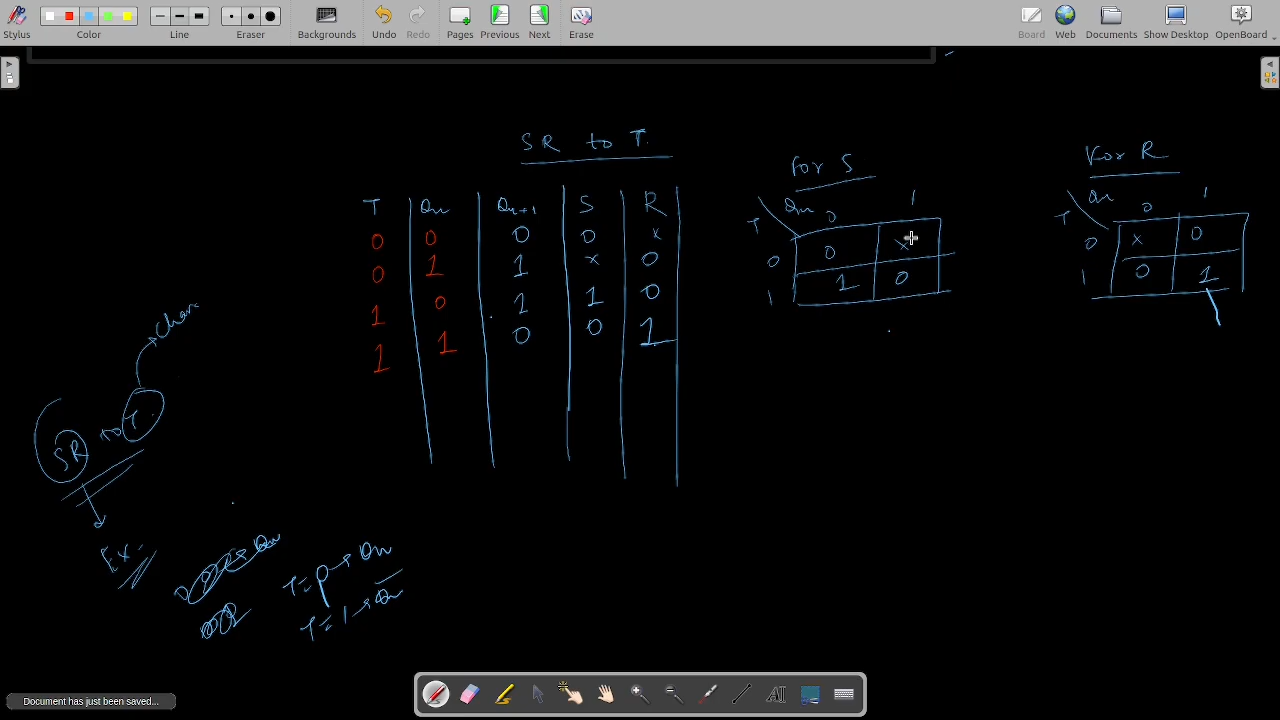 Stylus Color Line Eraser Backgrounds Undo Redo Pages Previous Next Erase Board Web Documents Show Desktop OpenBoard
SR to T.
T Qn Qn+1 S R
0 0 0 0 x
0 1 1 x 0
1 0 1 1 0
1 1 0 0 1
For S
T Qn 0 1
0 0 x
1 1 0
For R
T Qn 0 1
0 x 0
1 0 1
Char
SR to T
Ex
T = 0 → Qn
T = 1 → Q̅n
AI
Document has just been saved...